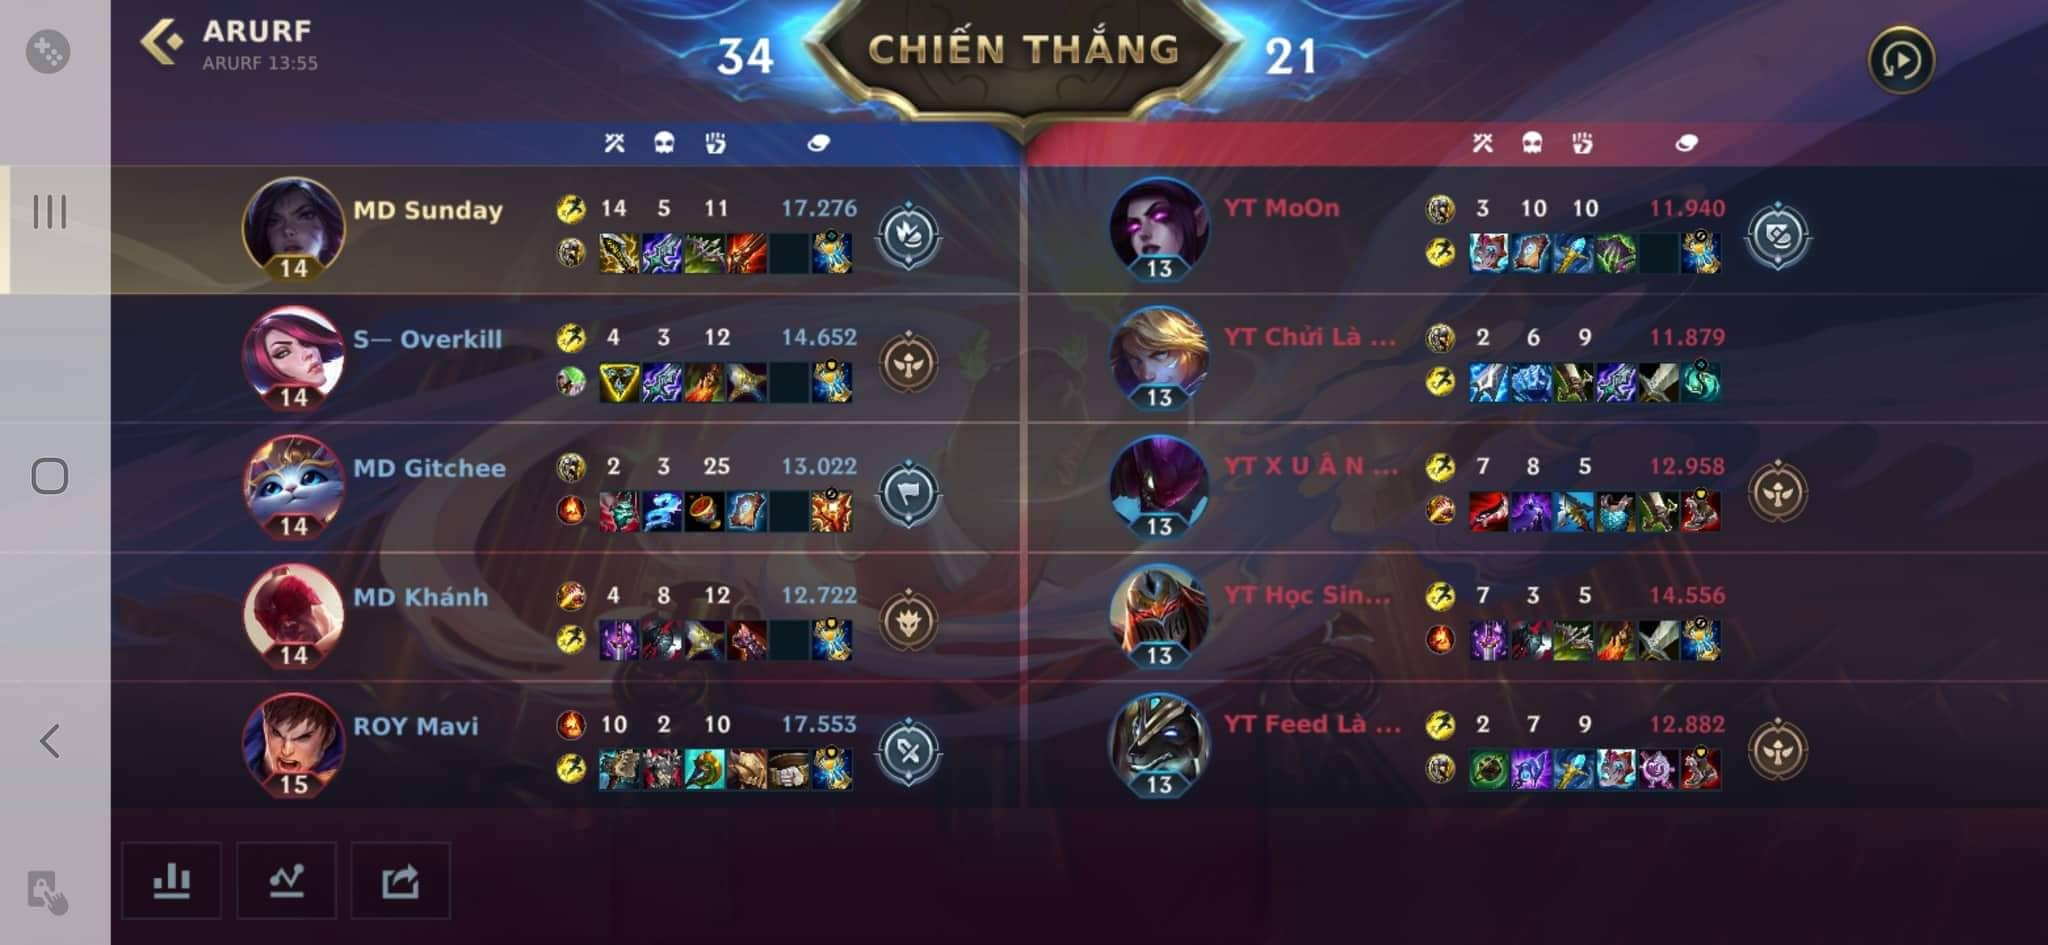 ARURF
ARURF 13:55
34 CHIẾN THẮNG 21
MD Sunday 14 5 11 17.276
14
YT MoOn 3 10 10 11.940
13
S— Overkill 4 3 12 14.652
14
YT Chửi Là ... 2 6 9 11.879
13
MD Gitchee 2 3 25 13.022
14
YT X U Â N ... 7 8 5 12.958
13
MD Khánh 4 8 12 12.722
14
YT Học Sin... 7 3 5 14.556
13
ROY Mavi 10 2 10 17.553
15
YT Feed Là ... 2 7 9 12.882
13